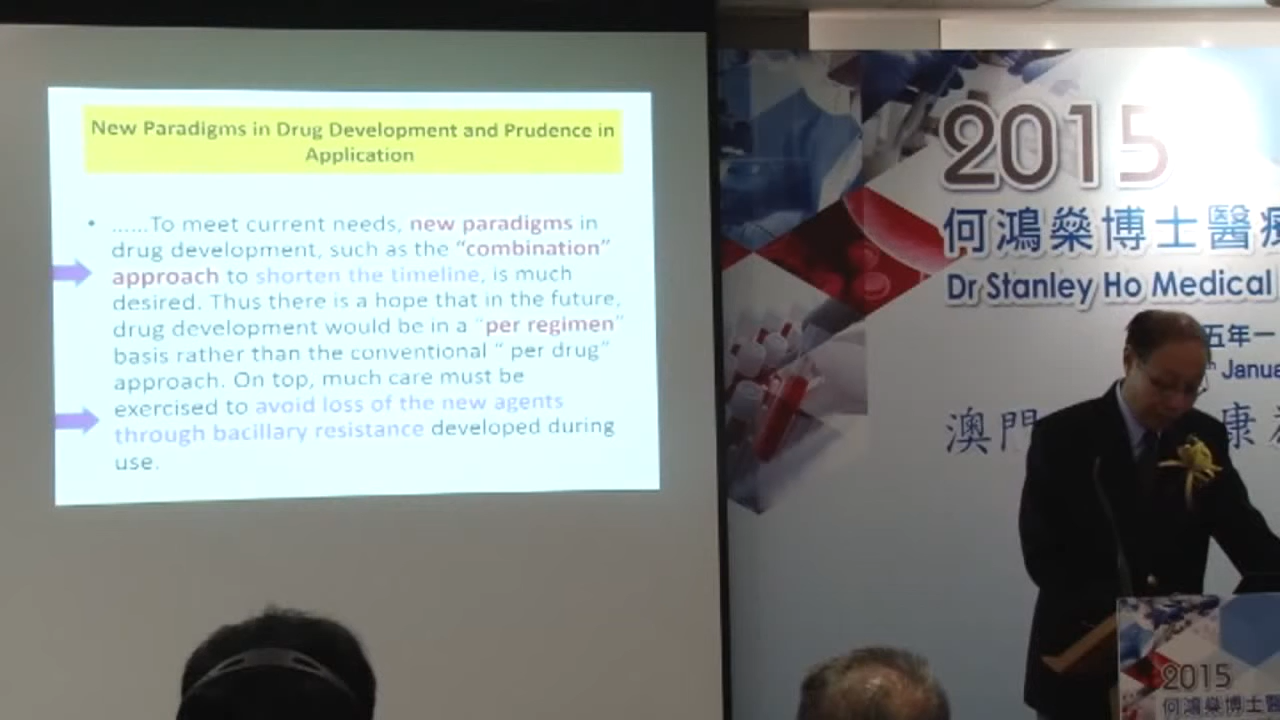 New Paradigms in Drug Development and Prudence in
Application
• ......To meet current needs, new paradigms in
drug development, such as the "combination"
approach to shorten the timeline, is much
desired. Thus there is a hope that in the future,
drug development would be in a "per regimen"
basis rather than the conventional " per drug"
approach. On top, much care must be
exercised to avoid loss of the new agents
through bacillary resistance developed during
use.
2015
何鴻燊博士醫療
Dr Stanley Ho Medical
五年一
Janua
澳門
康
2015
何鴻燊博士醫